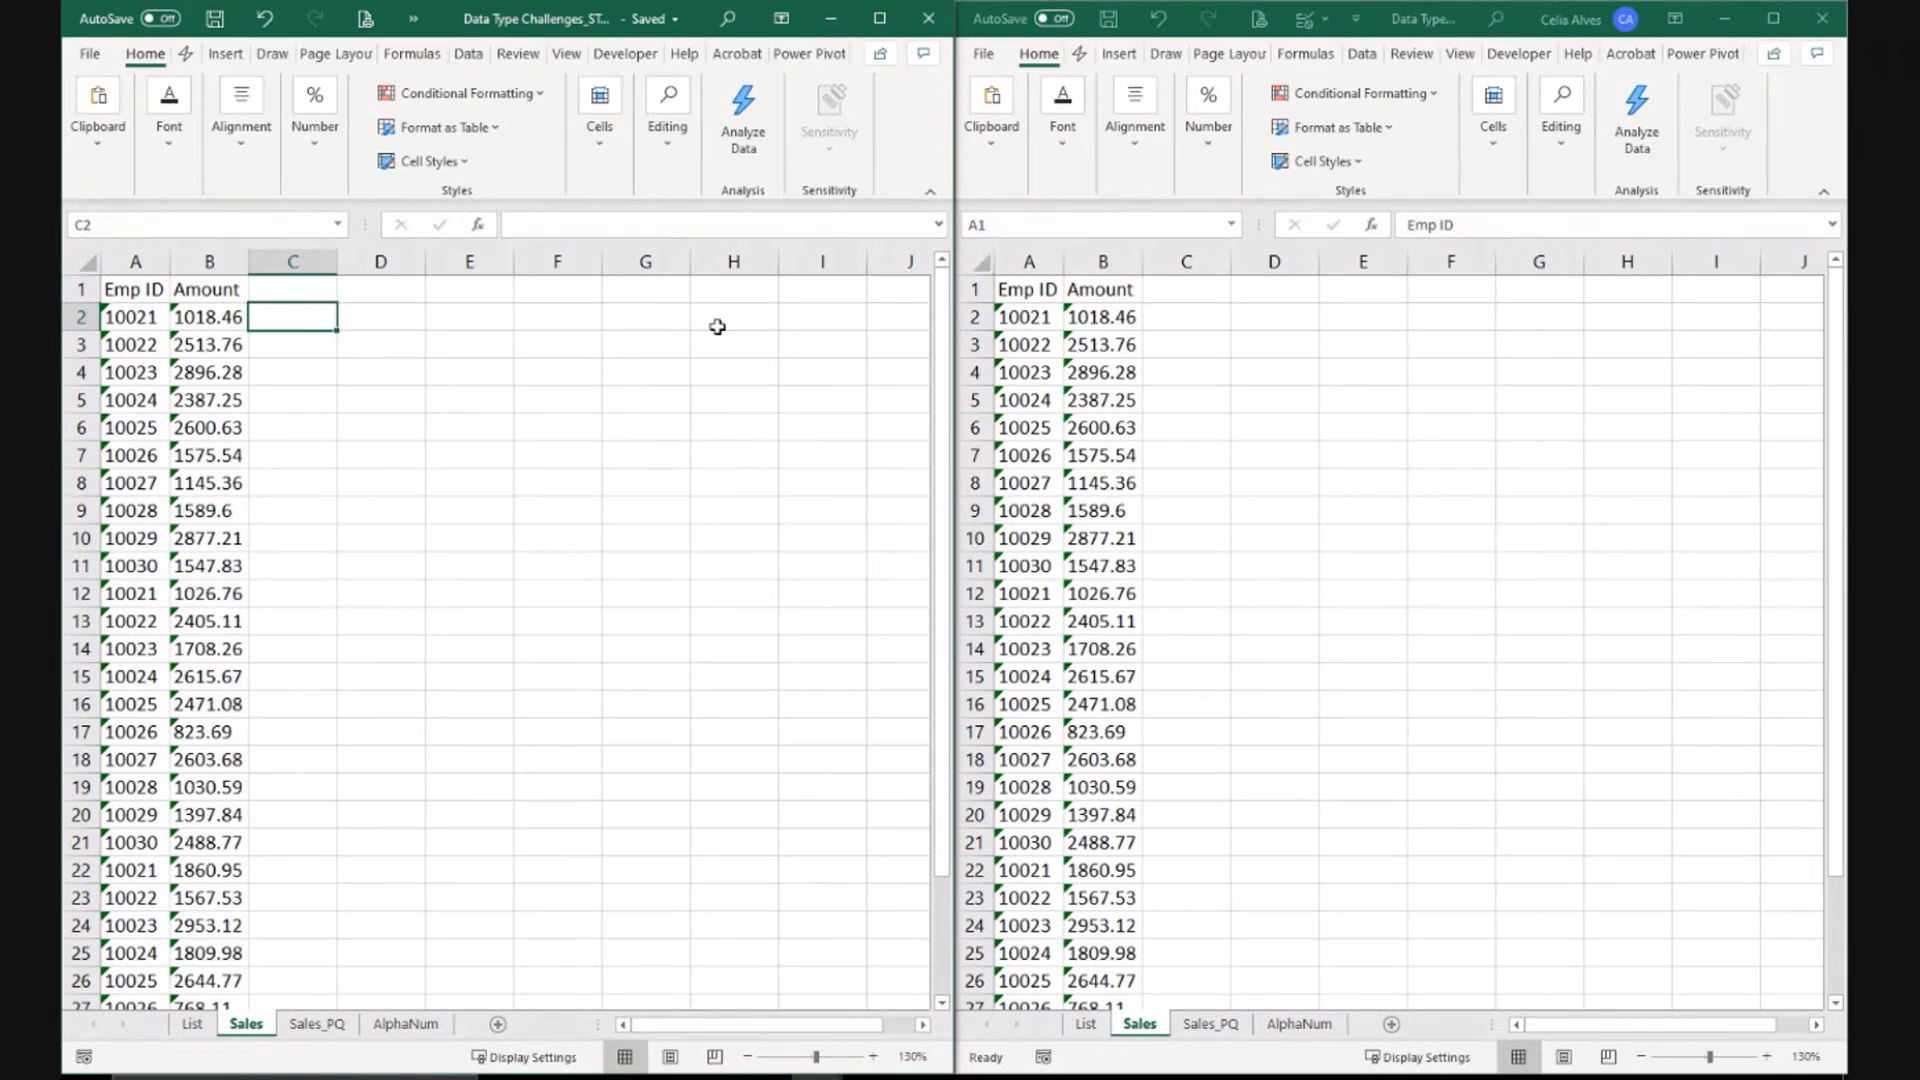 AutoSave Off » Data Type Challenges_ST... - Saved
File Home Insert Draw Page Layou Formulas Data Review View Developer Help Acrobat Power Pivot
Clipboard Font Alignment Number Conditional Formatting Format as Table Cell Styles Cells Editing Analyze Data Sensitivity
Styles Analysis Sensitivity
C2 fx
A B C D E F G H I J
1 Emp ID Amount
2 10021 1018.46
3 10022 2513.76
4 10023 2896.28
5 10024 2387.25
6 10025 2600.63
7 10026 1575.54
8 10027 1145.36
9 10028 1589.6
10 10029 2877.21
11 10030 1547.83
12 10021 1026.76
13 10022 2405.11
14 10023 1708.26
15 10024 2615.67
16 10025 2471.08
17 10026 823.69
18 10027 2603.68
19 10028 1030.59
20 10029 1397.84
21 10030 2488.77
22 10021 1860.95
23 10022 1567.53
24 10023 2953.12
25 10024 1809.98
26 10025 2644.77
27 10026 768.11
List Sales Sales_PQ AlphaNum
Display Settings 130%
AutoSave Off Data Type... Celia Alves CA
File Home Insert Draw Page Layou Formulas Data Review View Developer Help Acrobat Power Pivot
Clipboard Font Alignment Number Conditional Formatting Format as Table Cell Styles Cells Editing Analyze Data Sensitivity
Styles Analysis Sensitivity
A1 fx Emp ID
A B C D E F G H I J
1 Emp ID Amount
2 10021 1018.46
3 10022 2513.76
4 10023 2896.28
5 10024 2387.25
6 10025 2600.63
7 10026 1575.54
8 10027 1145.36
9 10028 1589.6
10 10029 2877.21
11 10030 1547.83
12 10021 1026.76
13 10022 2405.11
14 10023 1708.26
15 10024 2615.67
16 10025 2471.08
17 10026 823.69
18 10027 2603.68
19 10028 1030.59
20 10029 1397.84
21 10030 2488.77
22 10021 1860.95
23 10022 1567.53
24 10023 2953.12
25 10024 1809.98
26 10025 2644.77
27 10026 768.11
List Sales Sales_PQ AlphaNum
Ready Display Settings 130%